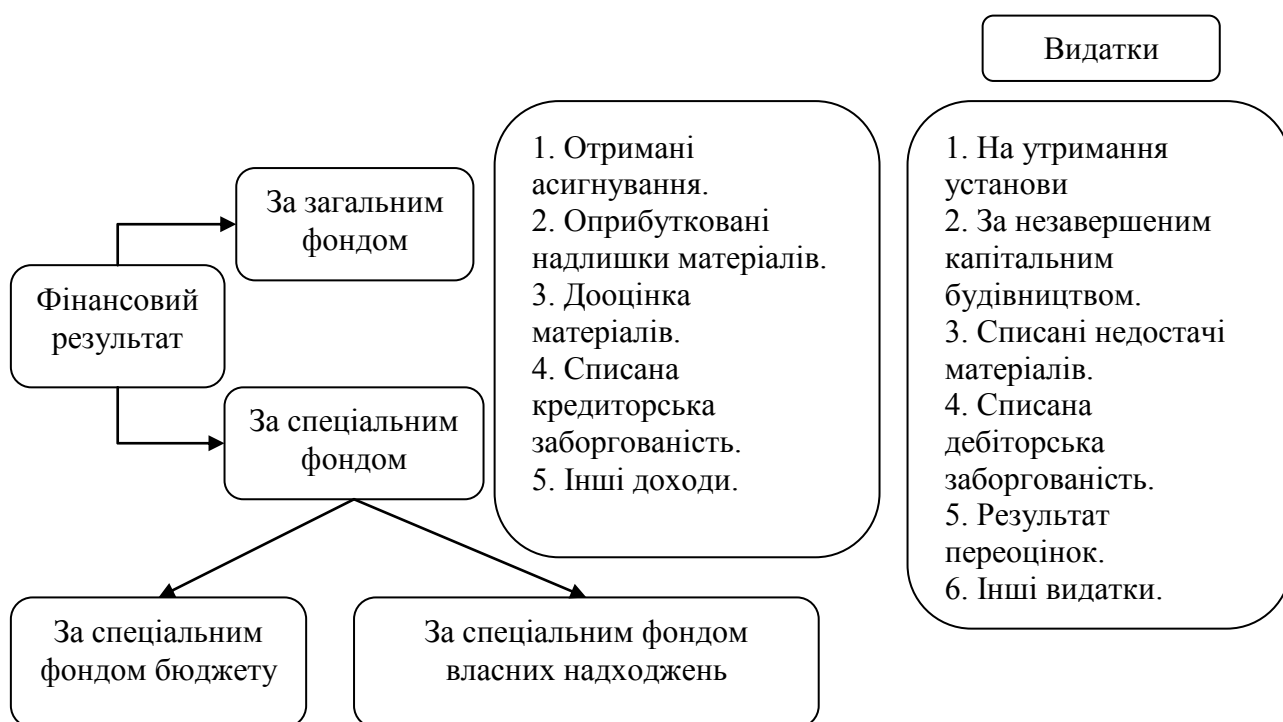 Видатки
Фінансовий
результат
За загальним
фондом
За спеціальним
фондом
За спеціальним
фондом бюджету
За спеціальним фондом
власних надходжень
1. Отримані
асигнування.
2. Оприбутковані
надлишки матеріалів.
3. Дооцінка
матеріалів.
4. Списана
кредиторська
заборгованість.
5. Інші доходи.
1. На утримання
установи
2. За незавершеним
капітальним
будівництвом.
3. Списані недостачі
матеріалів.
4. Списана
дебіторська
заборгованість.
5. Результат
переоцінок.
6. Інші видатки.